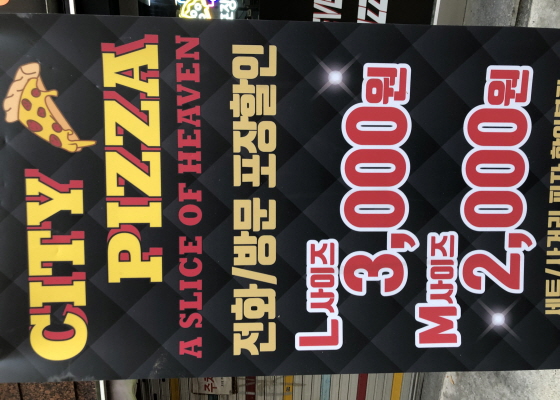 CITY
PIZZA
A SLICE OF HEAVEN
전화/방문 포장할인
L사이즈
3,000원
M사이즈
2,000원